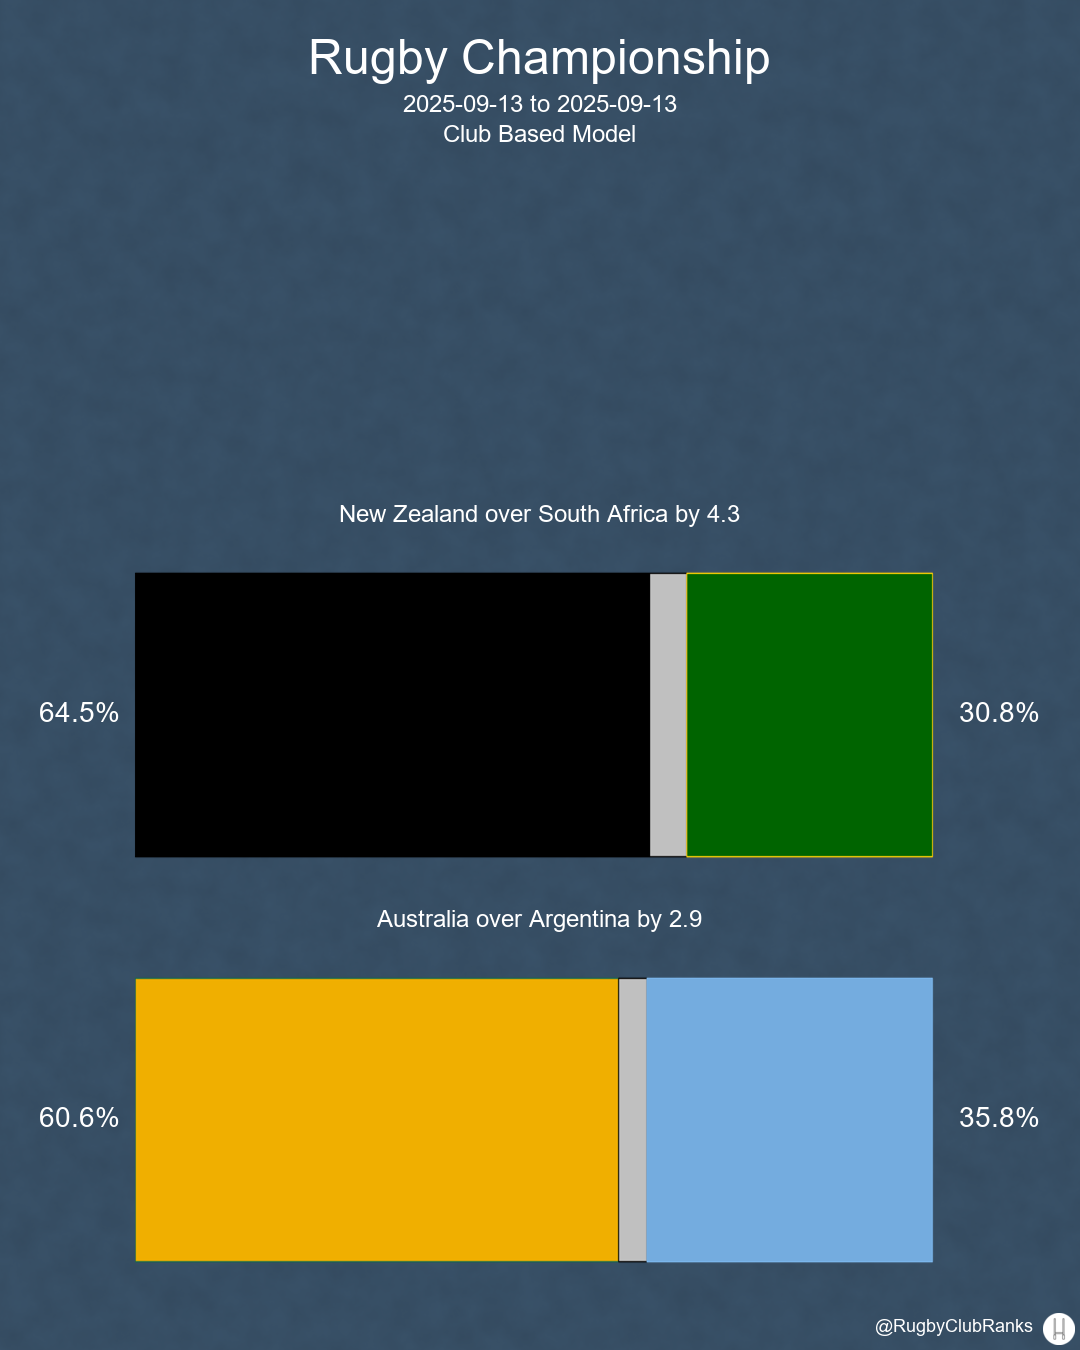 Rugby Championship
2025-09-13 to 2025-09-13
Club Based Model
New Zealand over South Africa by 4.3
64.5%
30.8%
Australia over Argentina by 2.9
60.6%
35.8%
@RugbyClubRanks